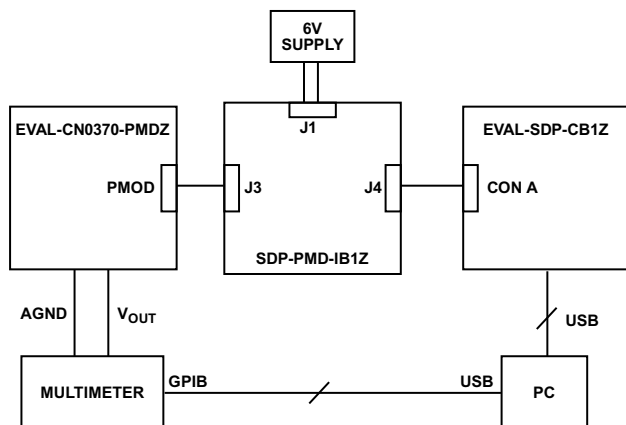 6V
SUPPLY
EVAL-CN0370-PMDZ
J1
EVAL-SDP-CB1Z
PMOD
J3
J4
CON A
SDP-PMD-IB1Z
AGND
VOUT
USB
MULTIMETER
GPIB
USB
PC